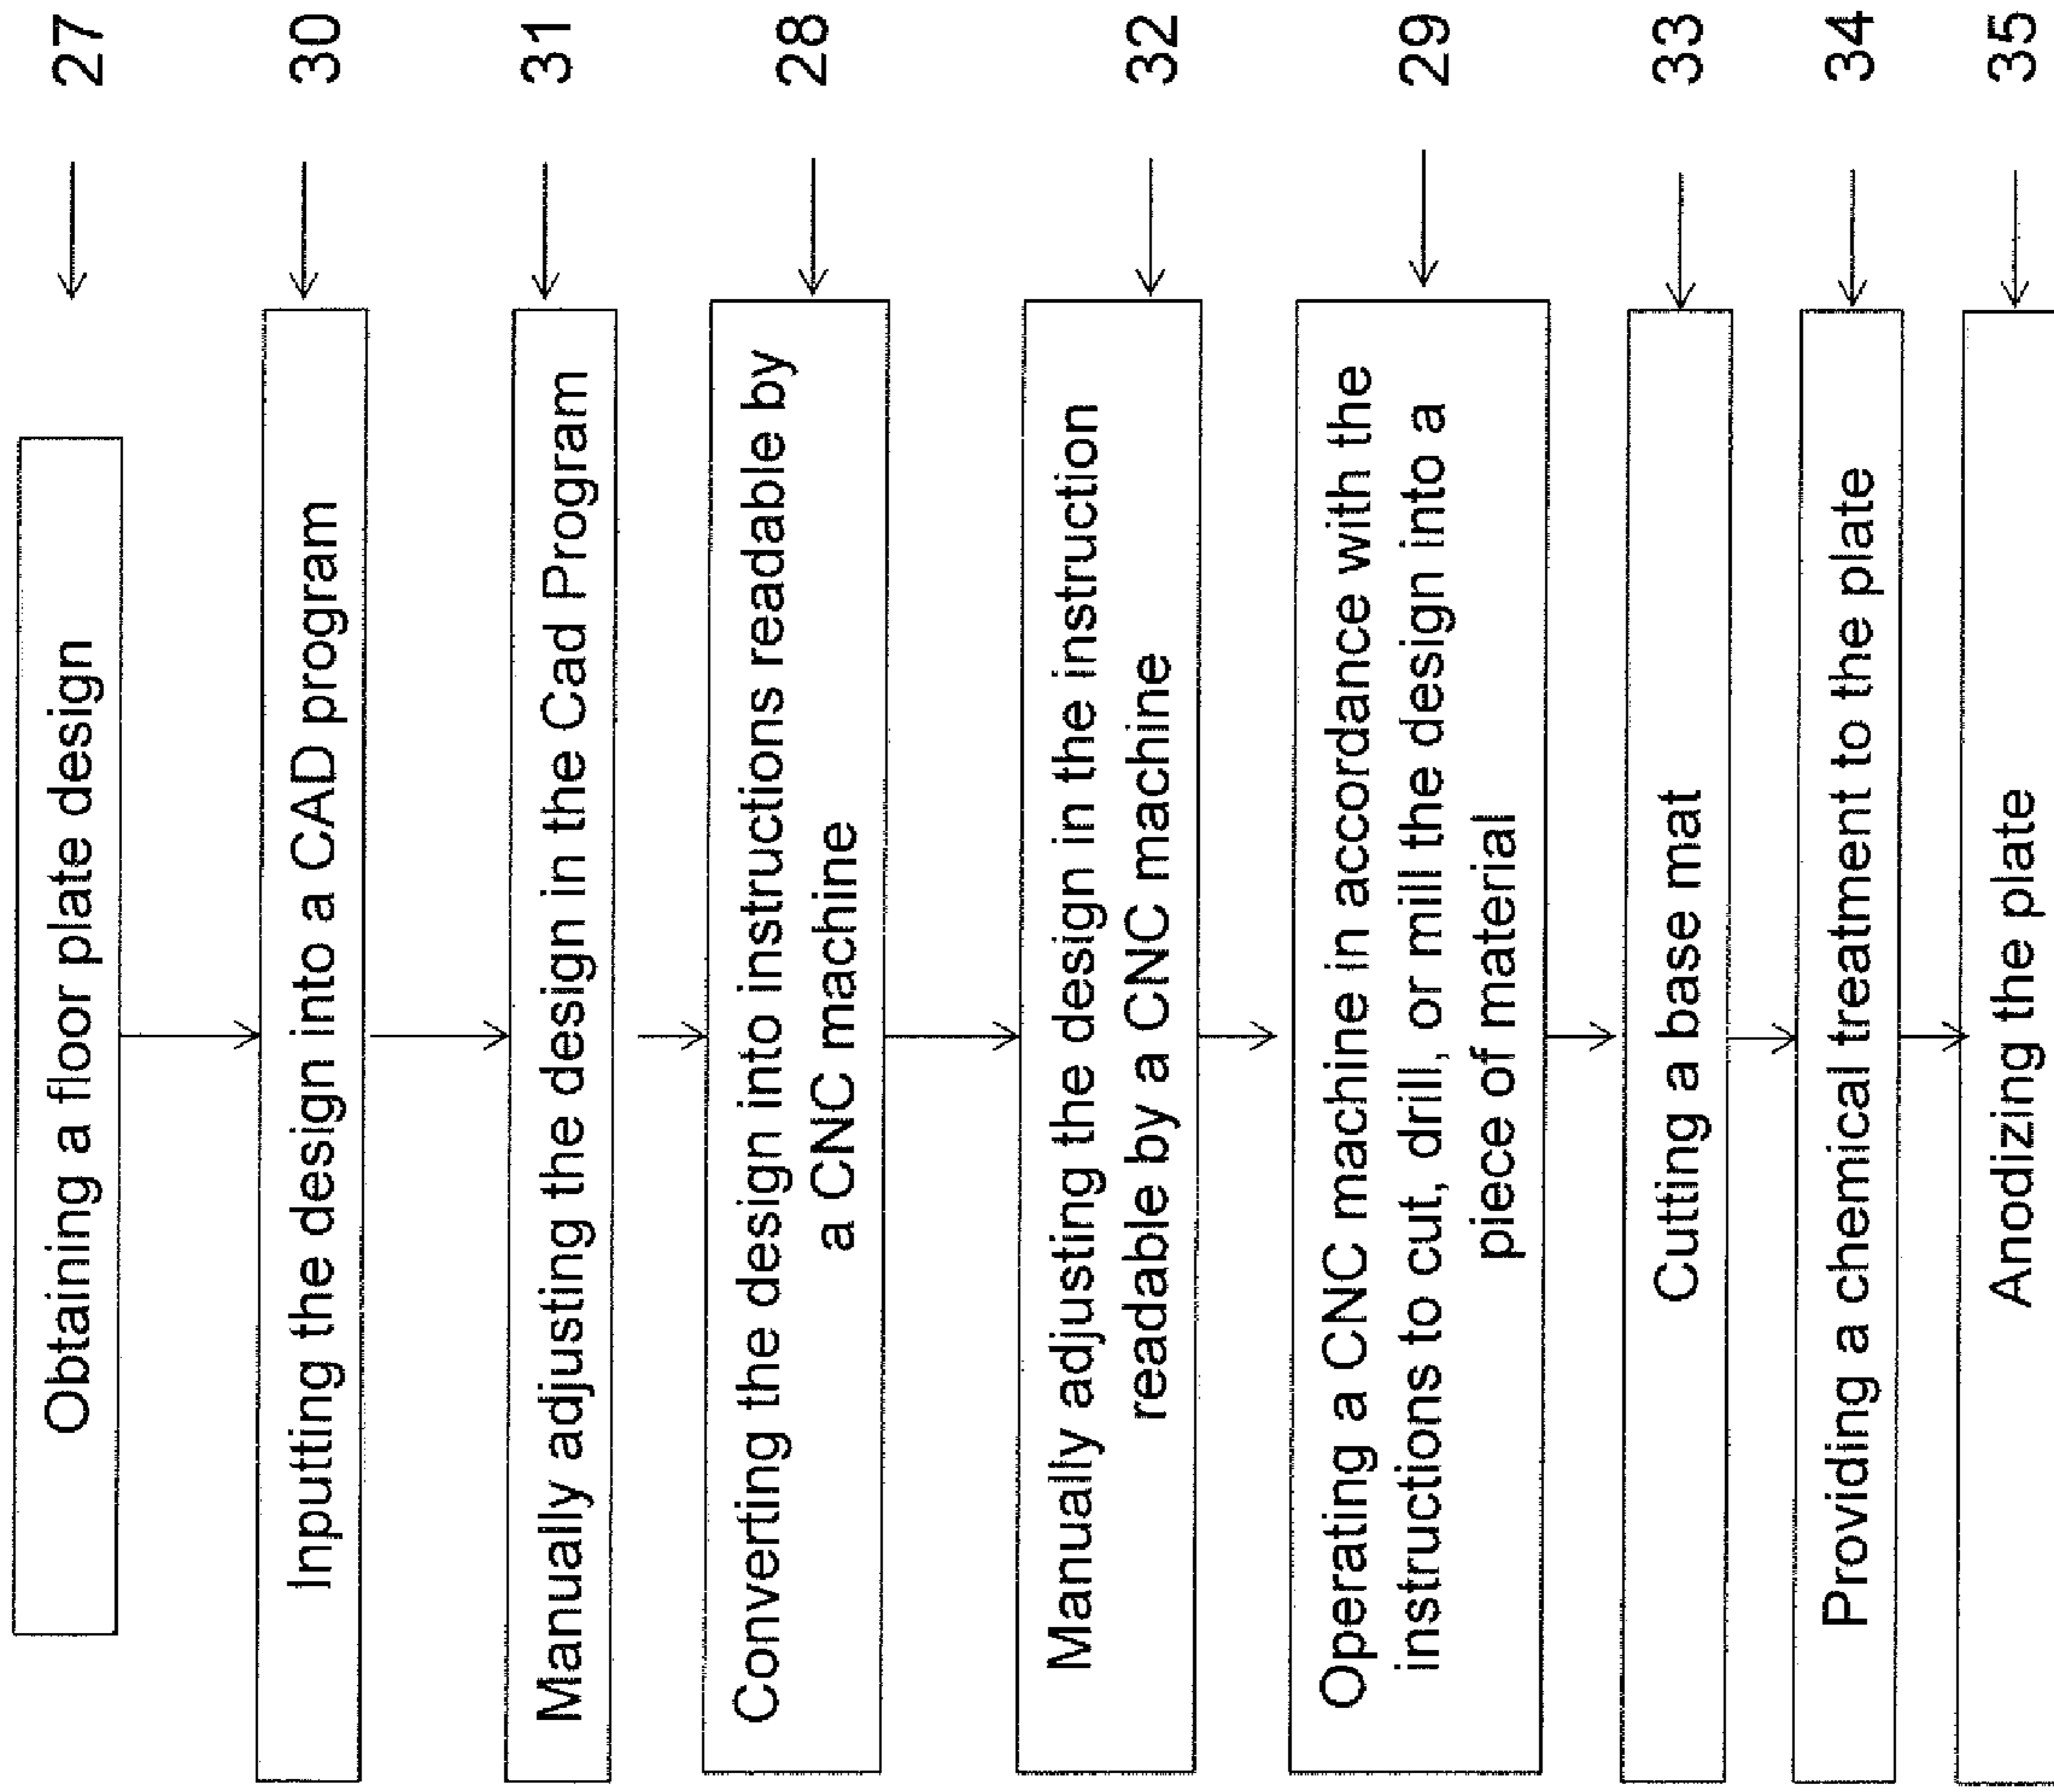 Obtaining a floor plate design
27
Inputting the design into a CAD program
30
Manually adjusting the design in the Cad Program
31
Converting the design into instructions readable by
a CNC machine
28
Manually adjusting the design in the instruction
readable by a CNC machine
32
Operating a CNC machine in accordance with the
instructions to cut, drill, or mill the design into a
piece of material
29
Cutting a base mat
33
Providing a chemical treatment to the plate
34
Anodizing the plate
35